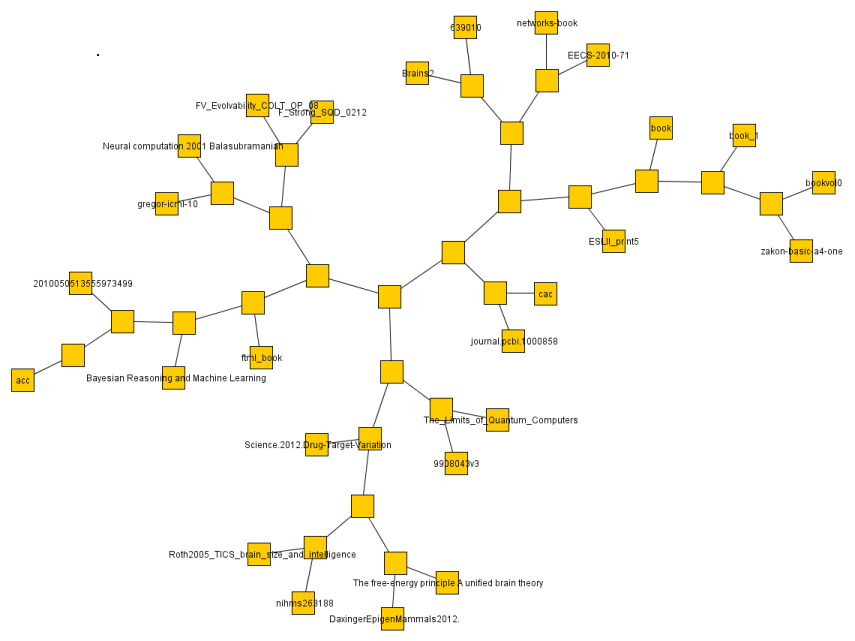 networks-book
639010
EECS-2010-71
Brains2
FV_Evolvability_COLT_OP_08
F_Strong_SQD_0212
book
book_1
Neural computation 2001 Balasubramanian
bookvol0
gregor-icml-10
ESLII_print5
zakon-basic-a4-one
2010050513555973499
cac
journal.pcbi.1000858
ftml_book
acc
Bayesian Reasoning and Machine Learning
The_Limits_of_Quantum_Computers
Science.2012.Drug-Target-Variation
9908043v3
Roth2005_TICS_brain_size_and_intelligence
The free-energy principle A unified brain theory
nihms263188
DaxingerEpigenMammals2012.